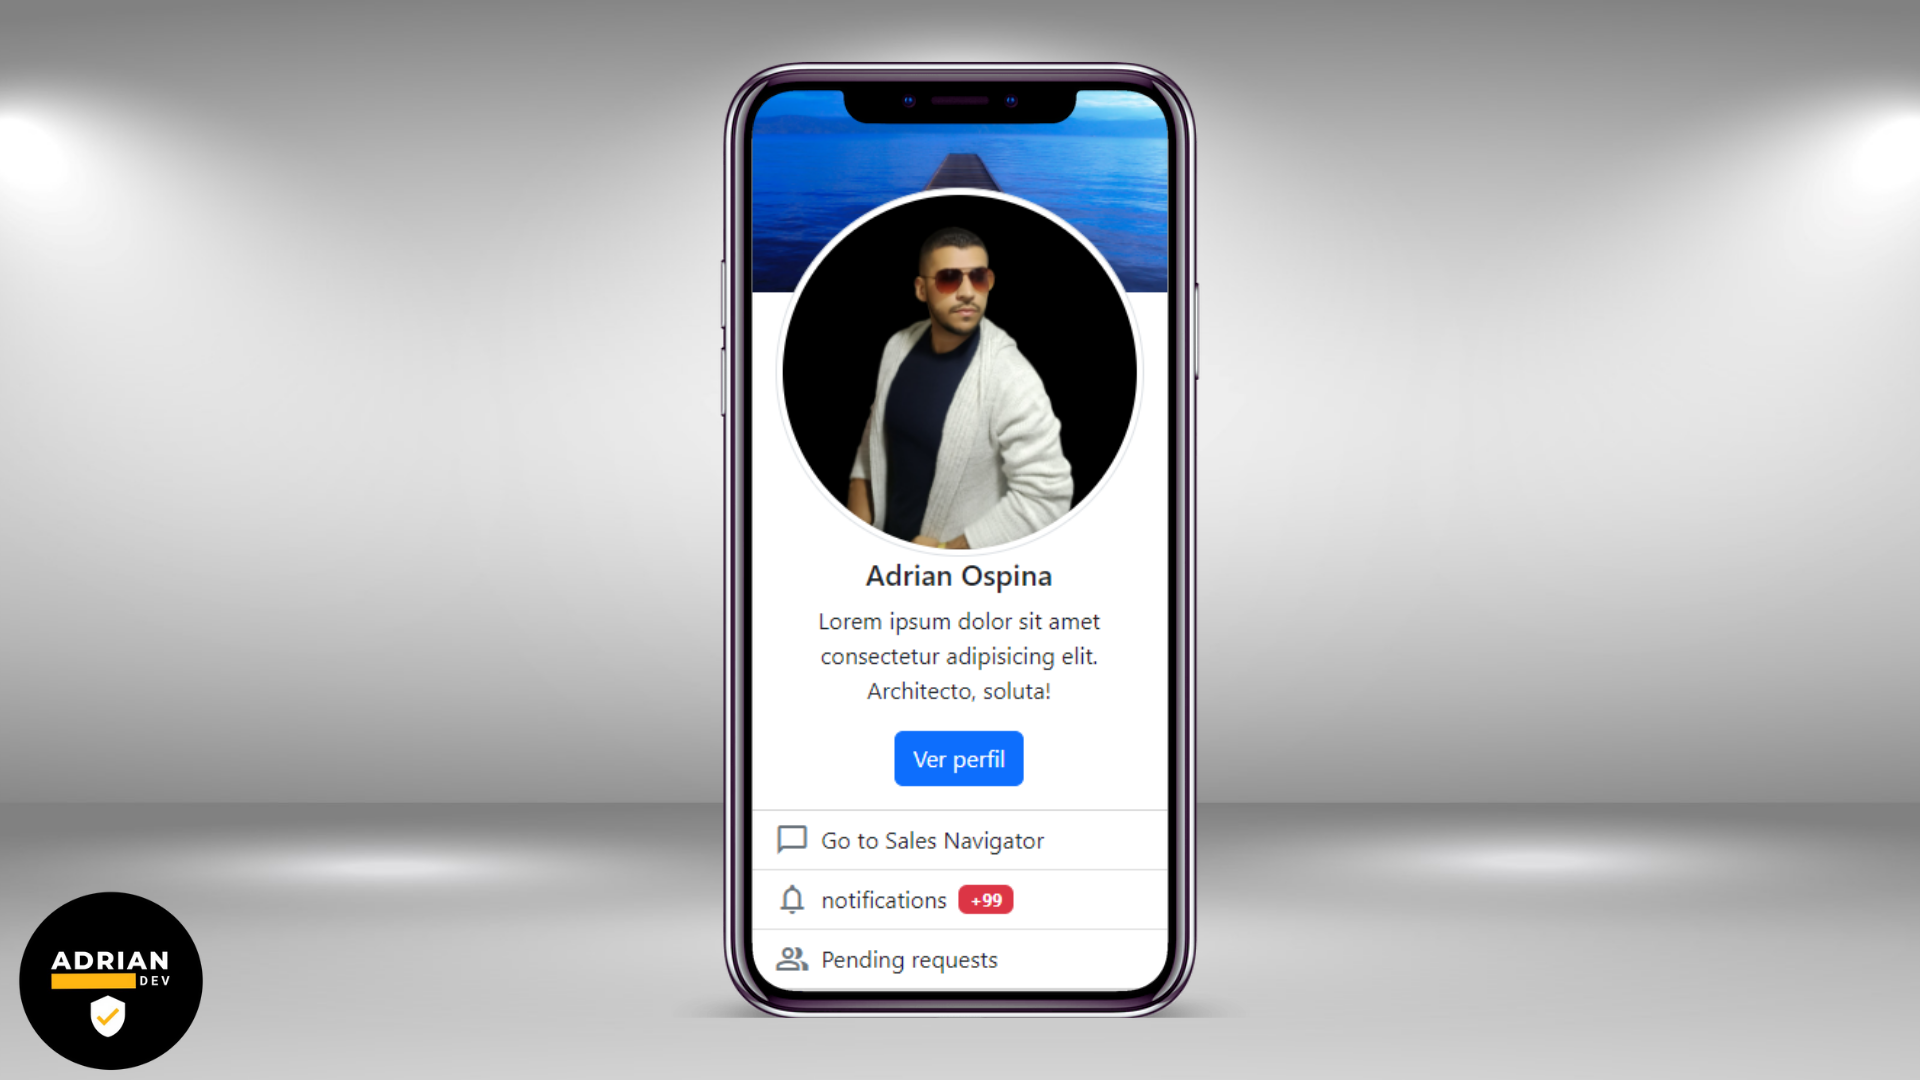 Adrian Ospina
Lorem ipsum dolor sit amet
consectetur adipisicing elit.
Architecto, soluta!
Ver perfil
Go to Sales Navigator
notifications +99
Pending requests
ADRIAN
DEV